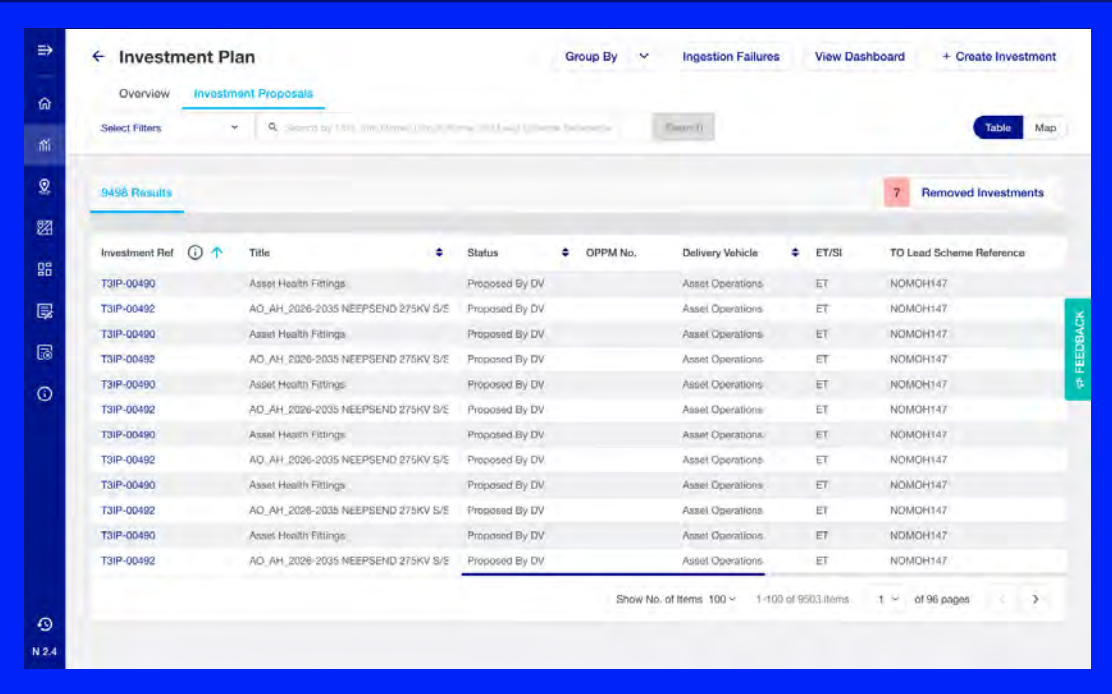 ← Investment Plan
Group By
Ingestion Failures
View Dashboard
+ Create Investment
Overview
Investment Proposals
Select Filters
Search
Table
Map
9498 Results
7 Removed Investments
Investment Ref
Title
Status
OPPM No.
Delivery Vehicle
ET/SI
TO Lead Scheme Reference
T3IP-00490 Asset Health Fittings Proposed By DV Asset Operations ET NOMOH147
T3IP-00492 AO_AH_2026-2035 NEEPSEND 275KV S/S Proposed By DV Asset Operations ET NOMOH147
T3IP-00490 Asset Health Fittings Proposed By DV Asset Operations ET NOMOH147
T3IP-00492 AO_AH_2026-2035 NEEPSEND 275KV S/S Proposed By DV Asset Operations ET NOMOH147
T3IP-00490 Asset Health Fittings Proposed By DV Asset Operations ET NOMOH147
T3IP-00492 AO_AH_2026-2035 NEEPSEND 275KV S/S Proposed By DV Asset Operations ET NOMOH147
T3IP-00490 Asset Health Fittings Proposed By DV Asset Operations ET NOMOH147
T3IP-00492 AO_AH_2026-2035 NEEPSEND 275KV S/S Proposed By DV Asset Operations ET NOMOH147
T3IP-00490 Asset Health Fittings Proposed By DV Asset Operations ET NOMOH147
T3IP-00492 AO_AH_2026-2035 NEEPSEND 275KV S/S Proposed By DV Asset Operations ET NOMOH147
T3IP-00490 Asset Health Fittings Proposed By DV Asset Operations ET NOMOH147
T3IP-00492 AO_AH_2026-2035 NEEPSEND 275KV S/S Proposed By DV Asset Operations ET NOMOH147
FEEDBACK
Show No. of Items 100
1-100 of 9503 items
1 of 96 pages
N 2.4